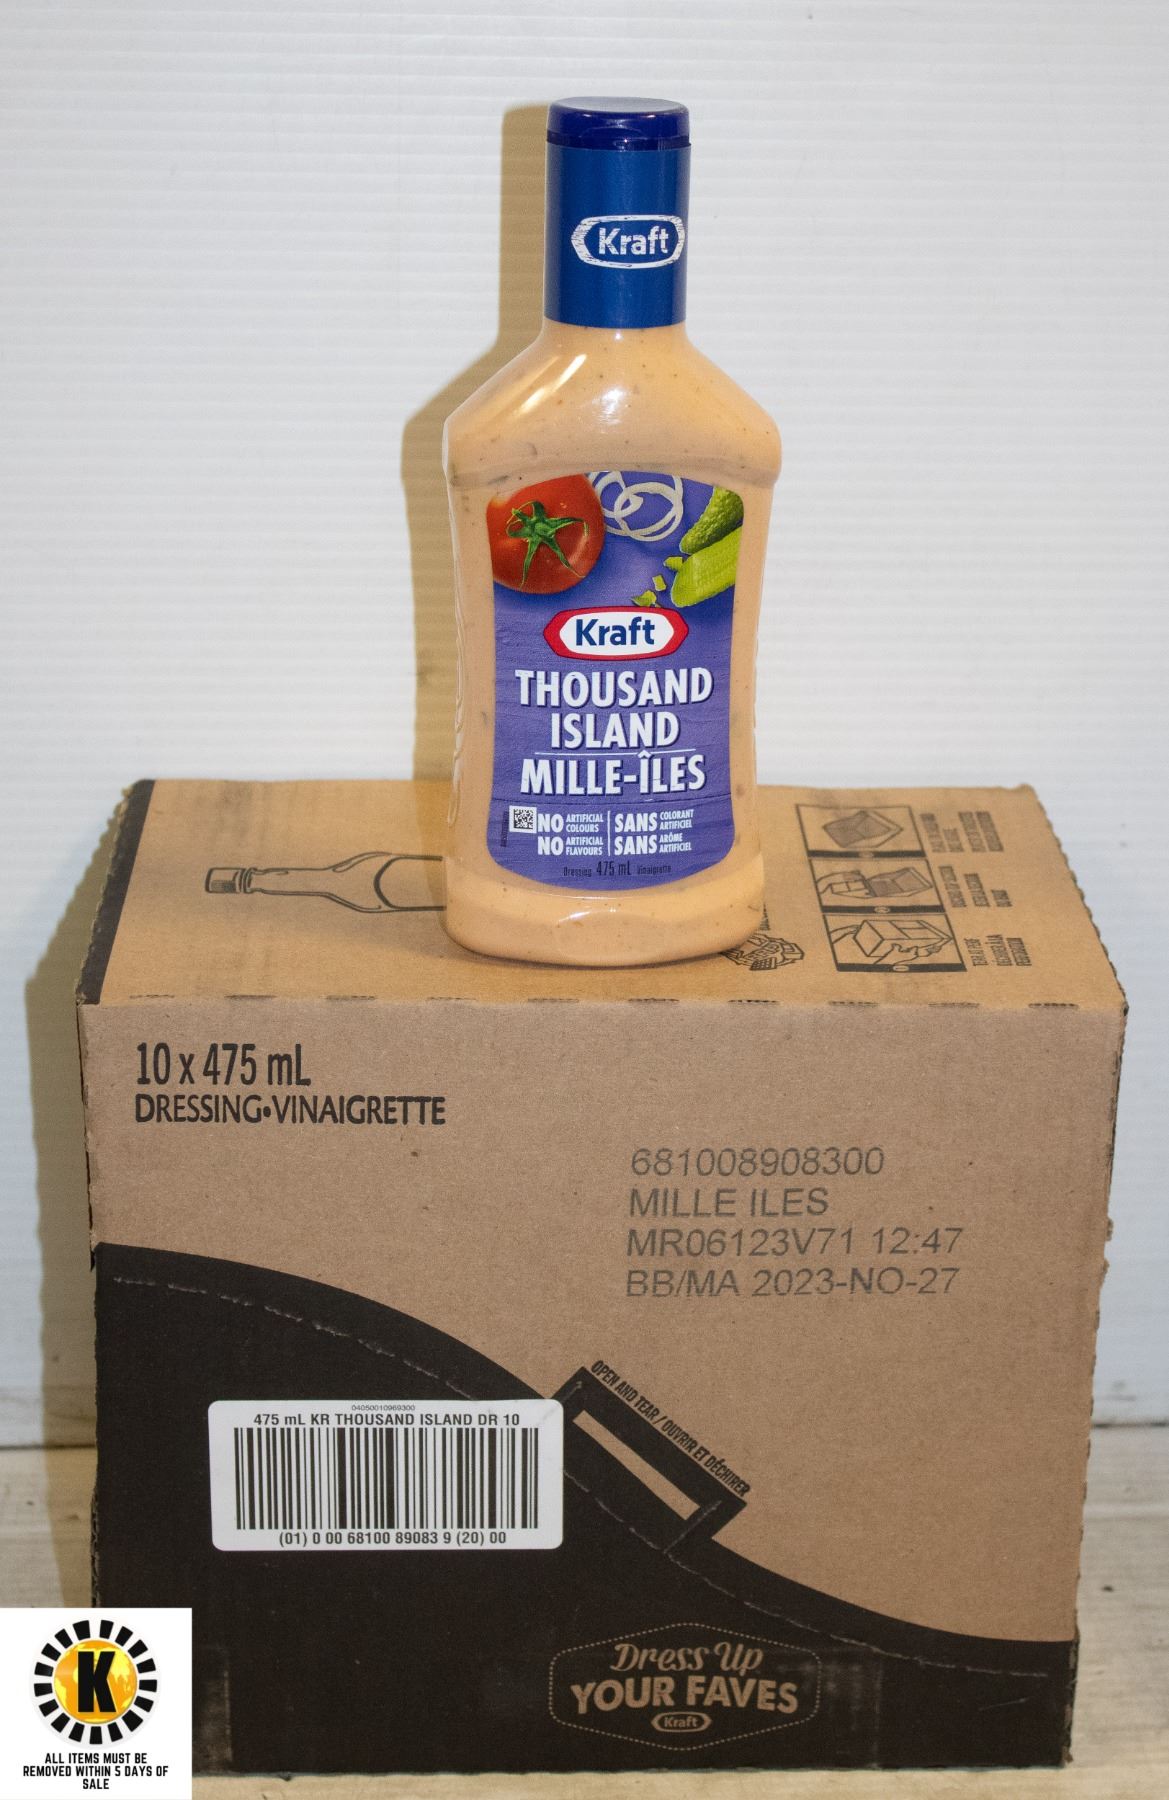 Kraft
Kraft
THOUSAND
ISLAND
MILLE-ÎLES
NO ARTIFICIAL COLOURS
NO ARTIFICIAL FLAVOURS
SANS COLORANT ARTIFICIEL
SANS ARÔME ARTIFICIEL
Dressing 475 mL Vinaigrette
10 x 475 mL
DRESSING•VINAIGRETTE
681008908300
MILLE ILES
MR06123V71 12:47
BB/MA 2023-NO-27
OPEN AND TEAR / OUVRIR ET DÉCHIRER
04050010969300
475 mL KR THOUSAND ISLAND DR 10
(01) 0 00 68100 89083 9 (20) 00
Dress Up
YOUR FAVES
Kraft
K
ALL ITEMS MUST BE
REMOVED WITHIN 5 DAYS OF
SALE